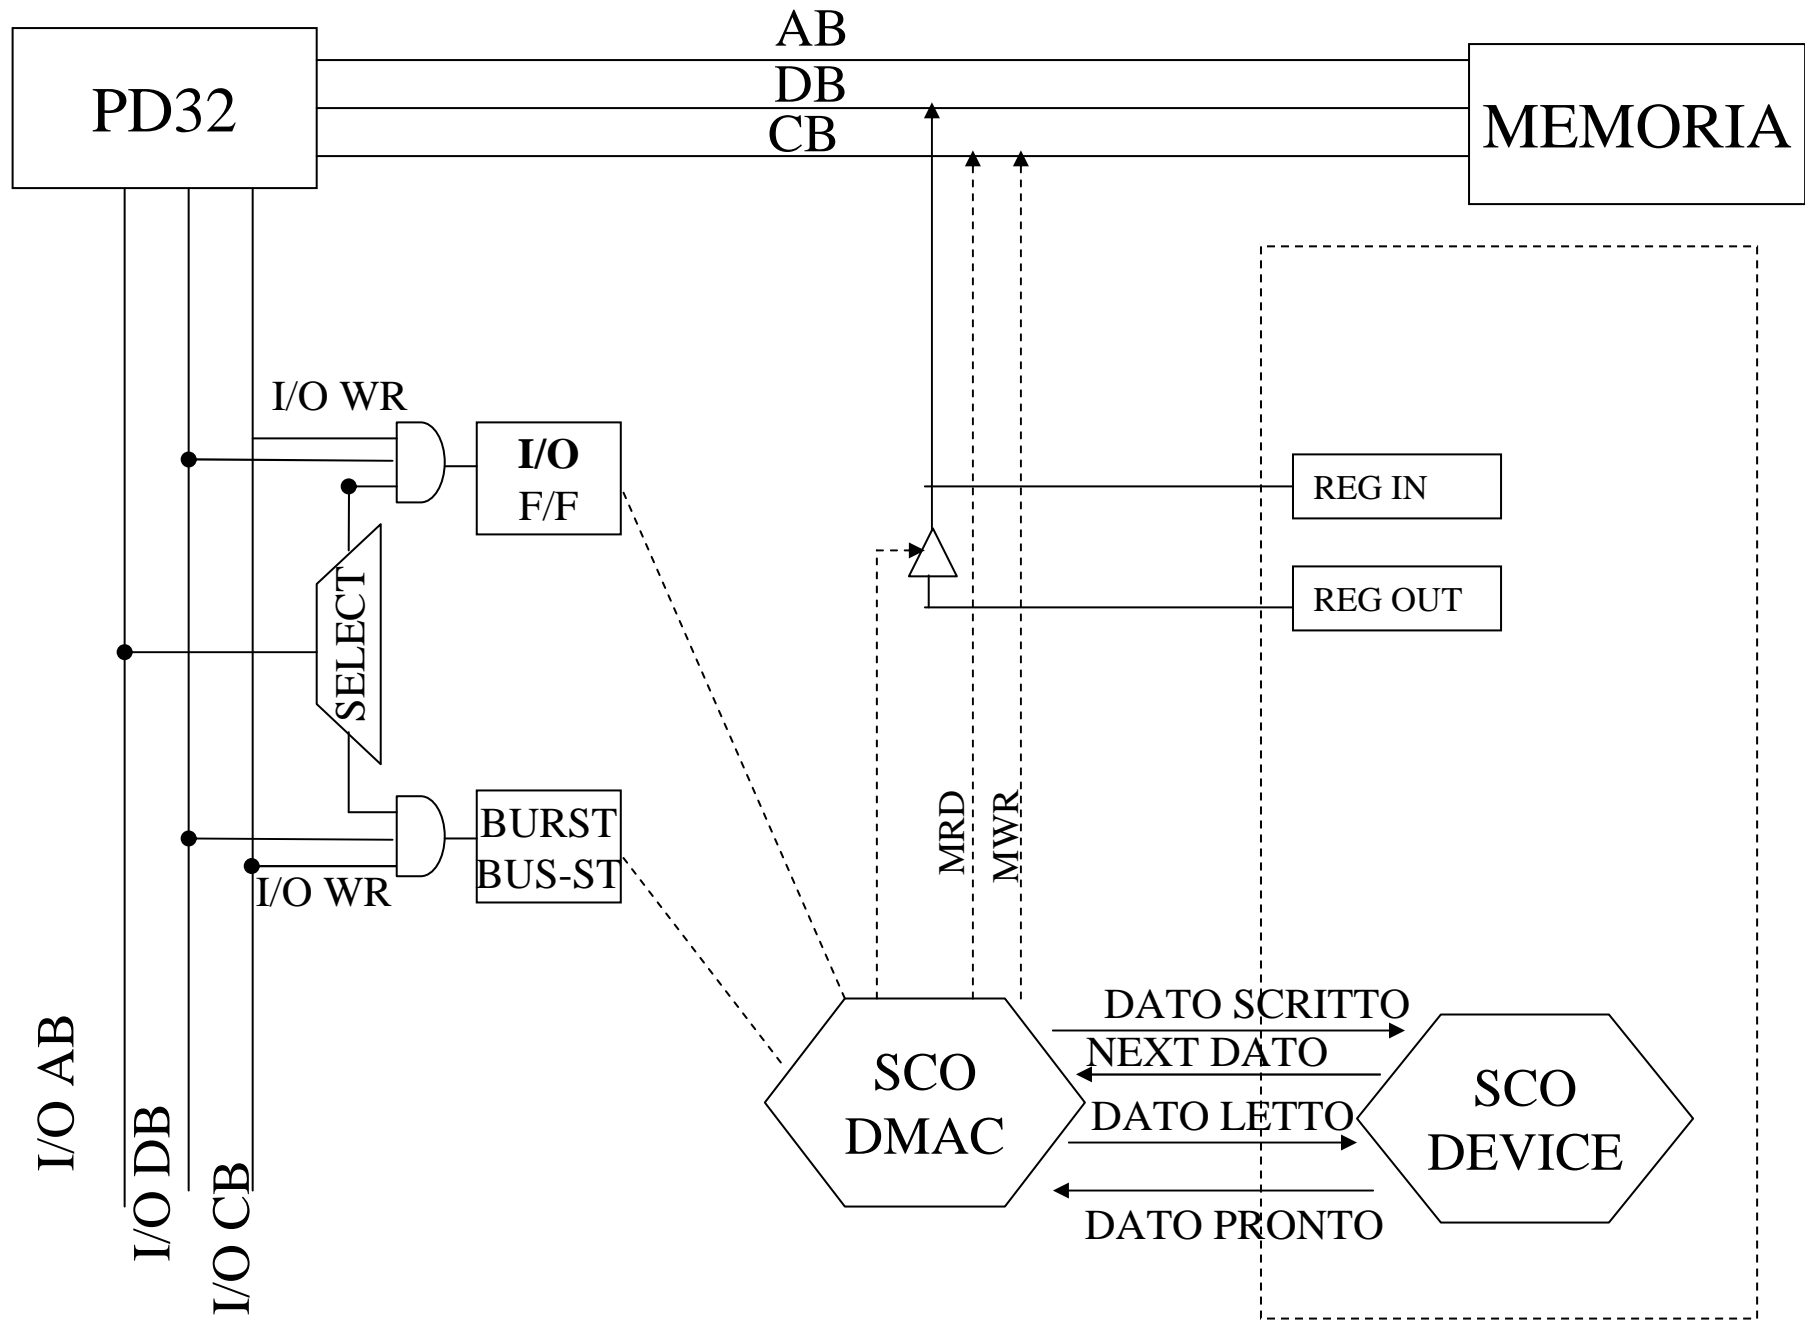 AB
PD32
DB
CB
MEMORIA
I/O WR
I/O
F/F
REG IN
SELECT
REG OUT
BURST
BUS-ST
I/O WR
MRD
MWR
DATO SCRITTO
NEXT DATO
SCO
DMAC
DATO LETTO
SCO
DEVICE
DATO PRONTO
I/O AB
I/O DB
I/O CB